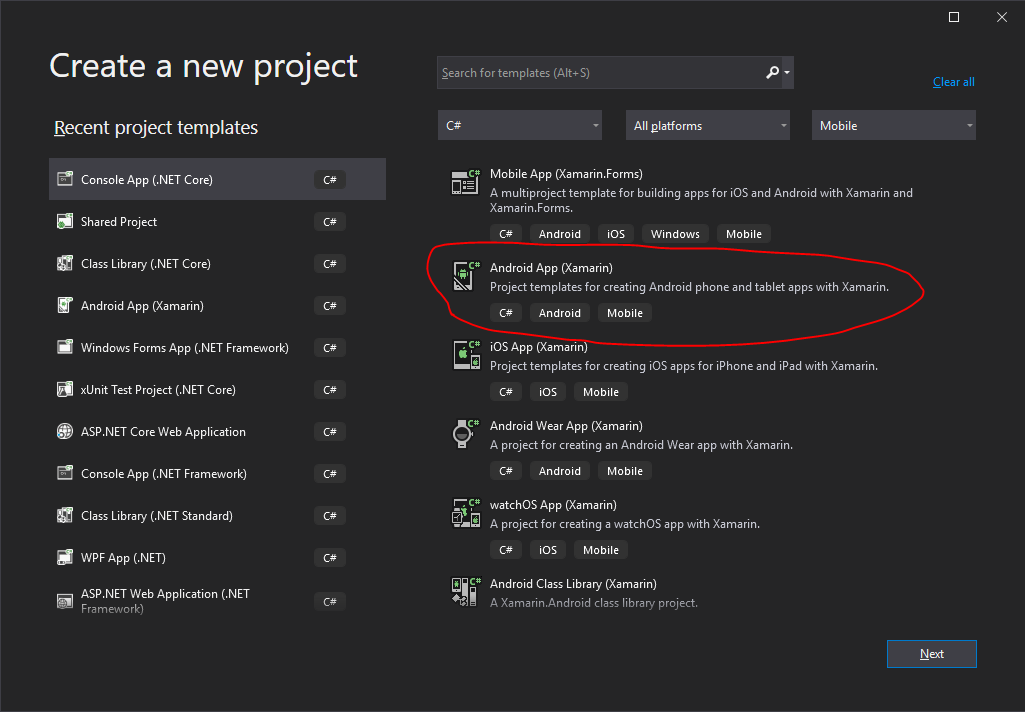 Create a new project
Search for templates (Alt+S)
Clear all
Recent project templates
C#
All platforms
Mobile
Console App (.NET Core)
C#
Shared Project
C#
Class Library (.NET Core)
C#
Android App (Xamarin)
C#
Windows Forms App (.NET Framework)
C#
xUnit Test Project (.NET Core)
C#
ASP.NET Core Web Application
C#
Console App (.NET Framework)
C#
Class Library (.NET Standard)
C#
WPF App (.NET)
C#
ASP.NET Web Application (.NET
Framework)
C#
C#
Mobile App (Xamarin.Forms)
A multiproject template for building apps for iOS and Android with Xamarin and
Xamarin.Forms.
C# Android iOS Windows Mobile
C#
Android App (Xamarin)
Project templates for creating Android phone and tablet apps with Xamarin.
C# Android Mobile
C#
iOS App (Xamarin)
Project templates for creating iOS apps for iPhone and iPad with Xamarin.
C# iOS Mobile
C#
Android Wear App (Xamarin)
A project for creating an Android Wear app with Xamarin.
C# Android Mobile
C#
watchOS App (Xamarin)
A project for creating a watchOS app with Xamarin.
C# iOS Mobile
C#
Android Class Library (Xamarin)
A Xamarin.Android class library project.
Next